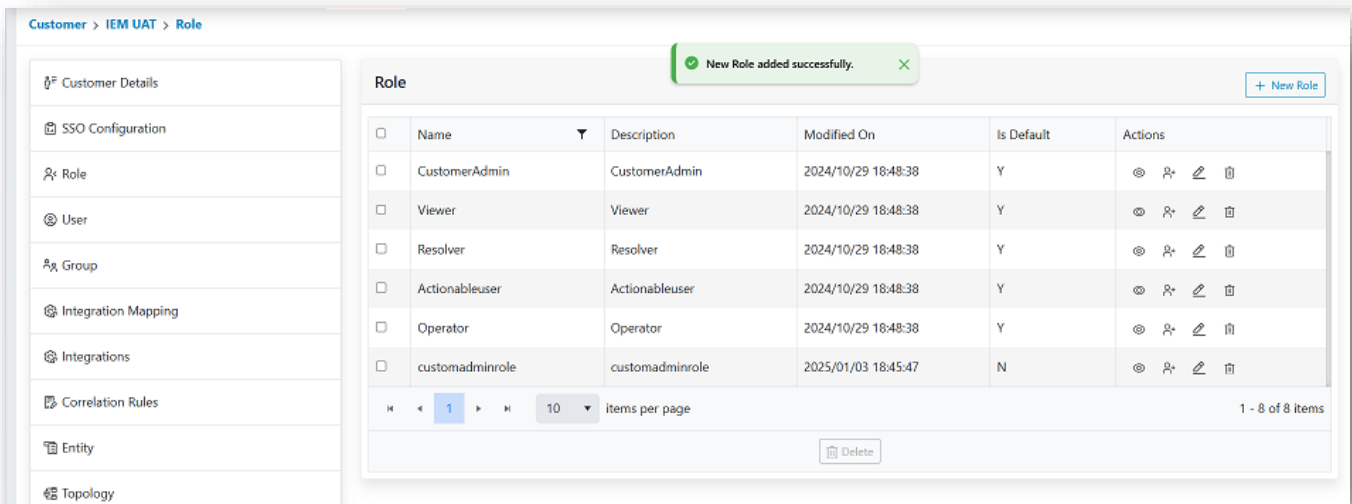 Customer > IEM UAT > Role
New Role added successfully.
Customer Details
SSO Configuration
Role
User
Group
Integration Mapping
Integrations
Correlation Rules
Entity
Topology
Role
+ New Role
Name Description Modified On Is Default Actions
CustomerAdmin CustomerAdmin 2024/10/29 18:48:38 Y
Viewer Viewer 2024/10/29 18:48:38 Y
Resolver Resolver 2024/10/29 18:48:38 Y
Actionableuser Actionableuser 2024/10/29 18:48:38 Y
Operator Operator 2024/10/29 18:48:38 Y
customadminrole customadminrole 2025/01/03 18:45:47 N
1 10 items per page 1 - 8 of 8 items
Delete